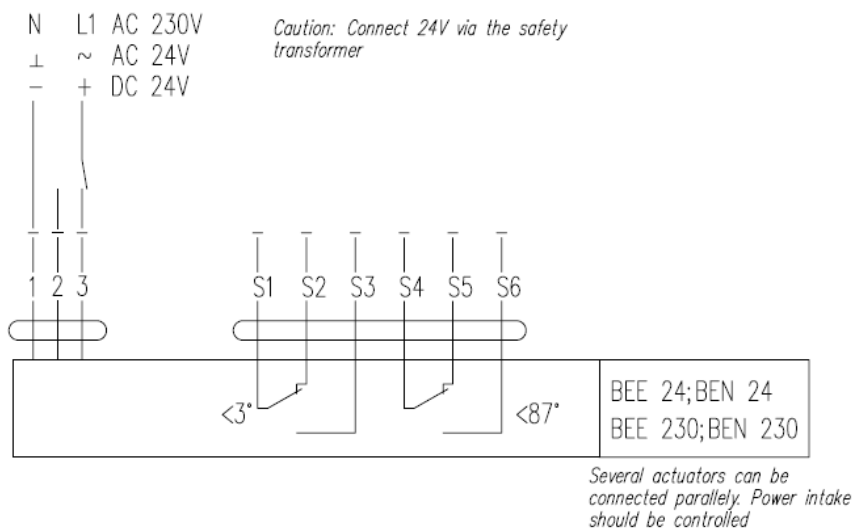 N L1 AC 230V
⊥ ~ AC 24V
− + DC 24V
Caution: Connect 24V via the safety
transformer
1 2 3 S1 S2 S3 S4 S5 S6
<3° <87°
BEE 24;BEN 24
BEE 230;BEN 230
Several actuators can be
connected parallely. Power intake
should be controlled